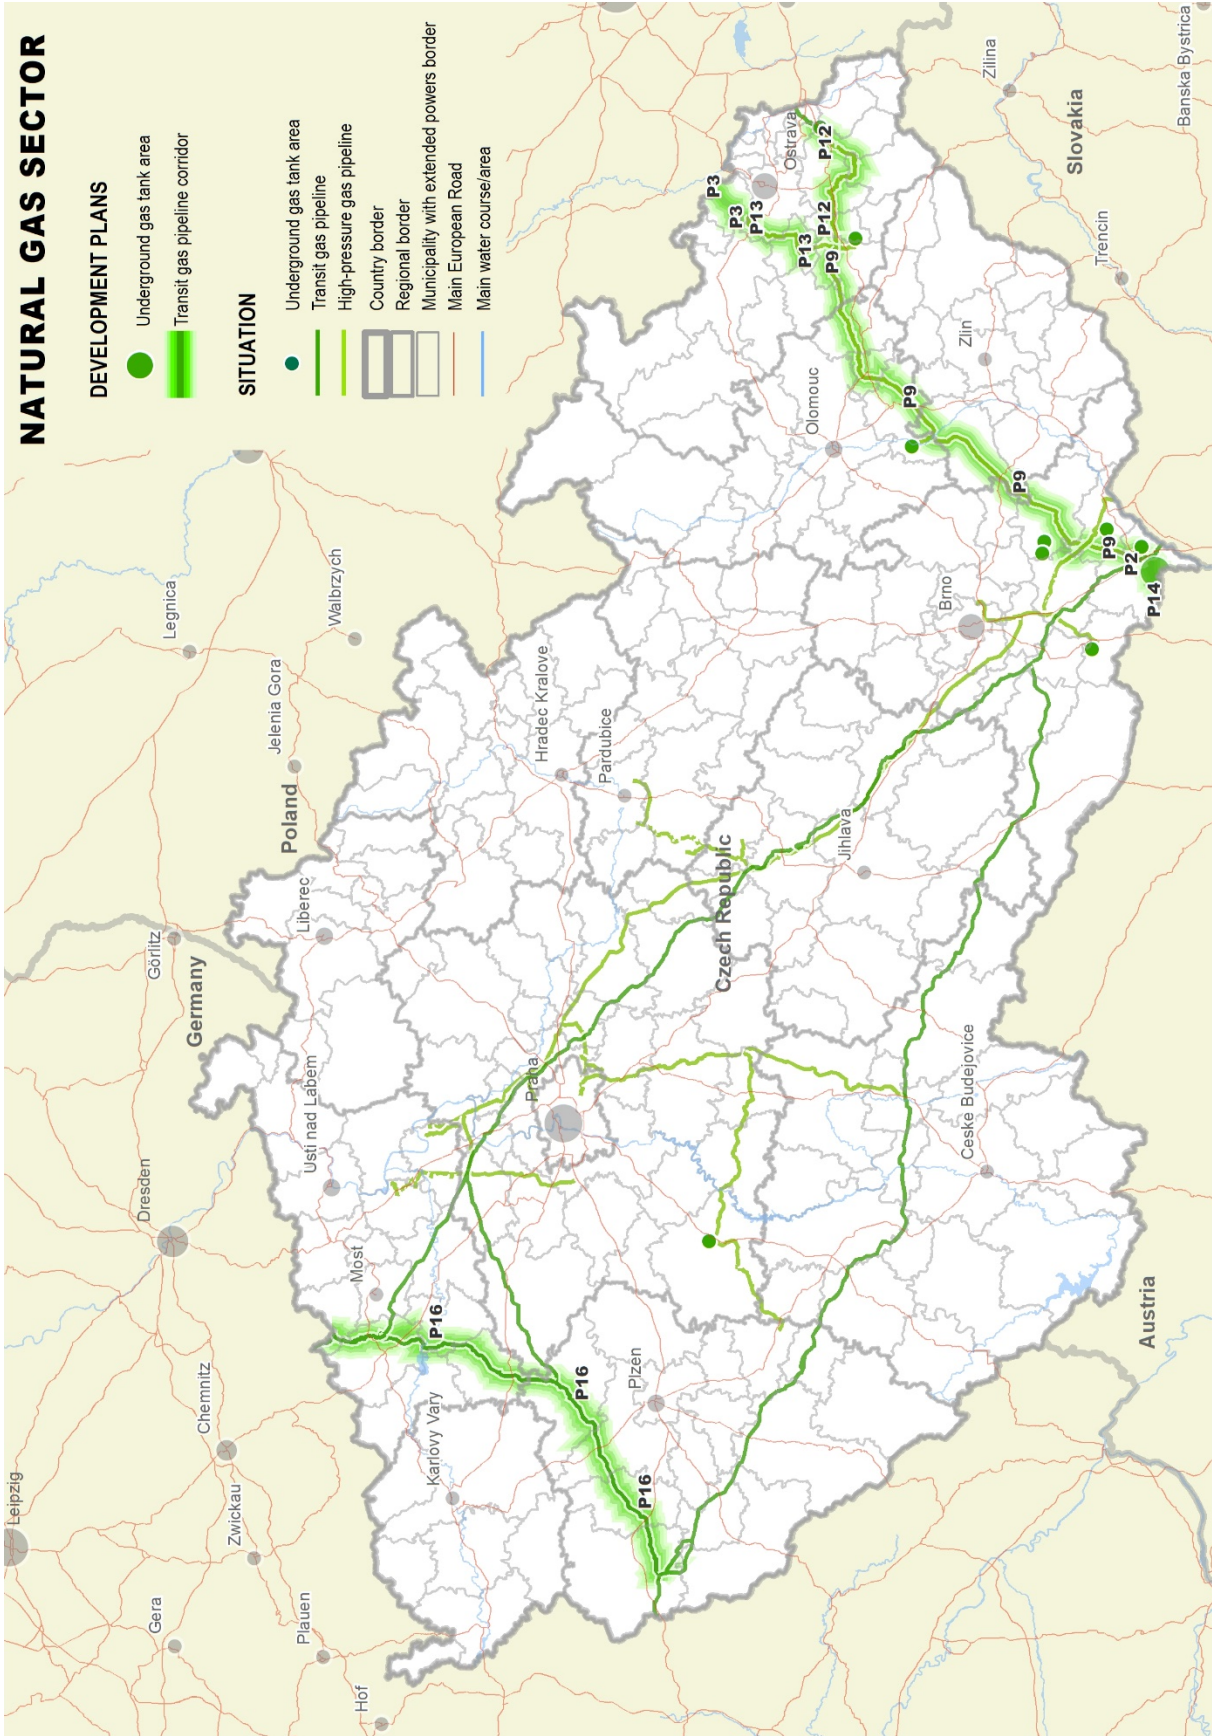 NATURAL GAS SECTOR
DEVELOPMENT PLANS
Underground gas tank area
Transit gas pipeline corridor
SITUATION
Underground gas tank area
Transit gas pipeline
High-pressure gas pipeline
Country border
Regional border
Municipality with extended powers border
Main European Road
Main water course/area
Leipzig
Gera
Zwickau
Chemnitz
Plauen
Hof
Dresden
Görlitz
Germany
Legnica
Jelenia Gora
Walbrzych
Poland
Liberec
Usti nad Labem
Most
Karlovy Vary
P16
P16
P16
Plzen
Praha
Hradec Kralove
Pardubice
Czech Republic
Jihlava
Ceske Budejovice
Austria
Brno
Olomouc
Zlin
Ostrava
P3
P3
P13
P13
P12
P12
P9
P9
P9
P9
P2
P14
Zilina
Slovakia
Trencin
Banska Bystrica